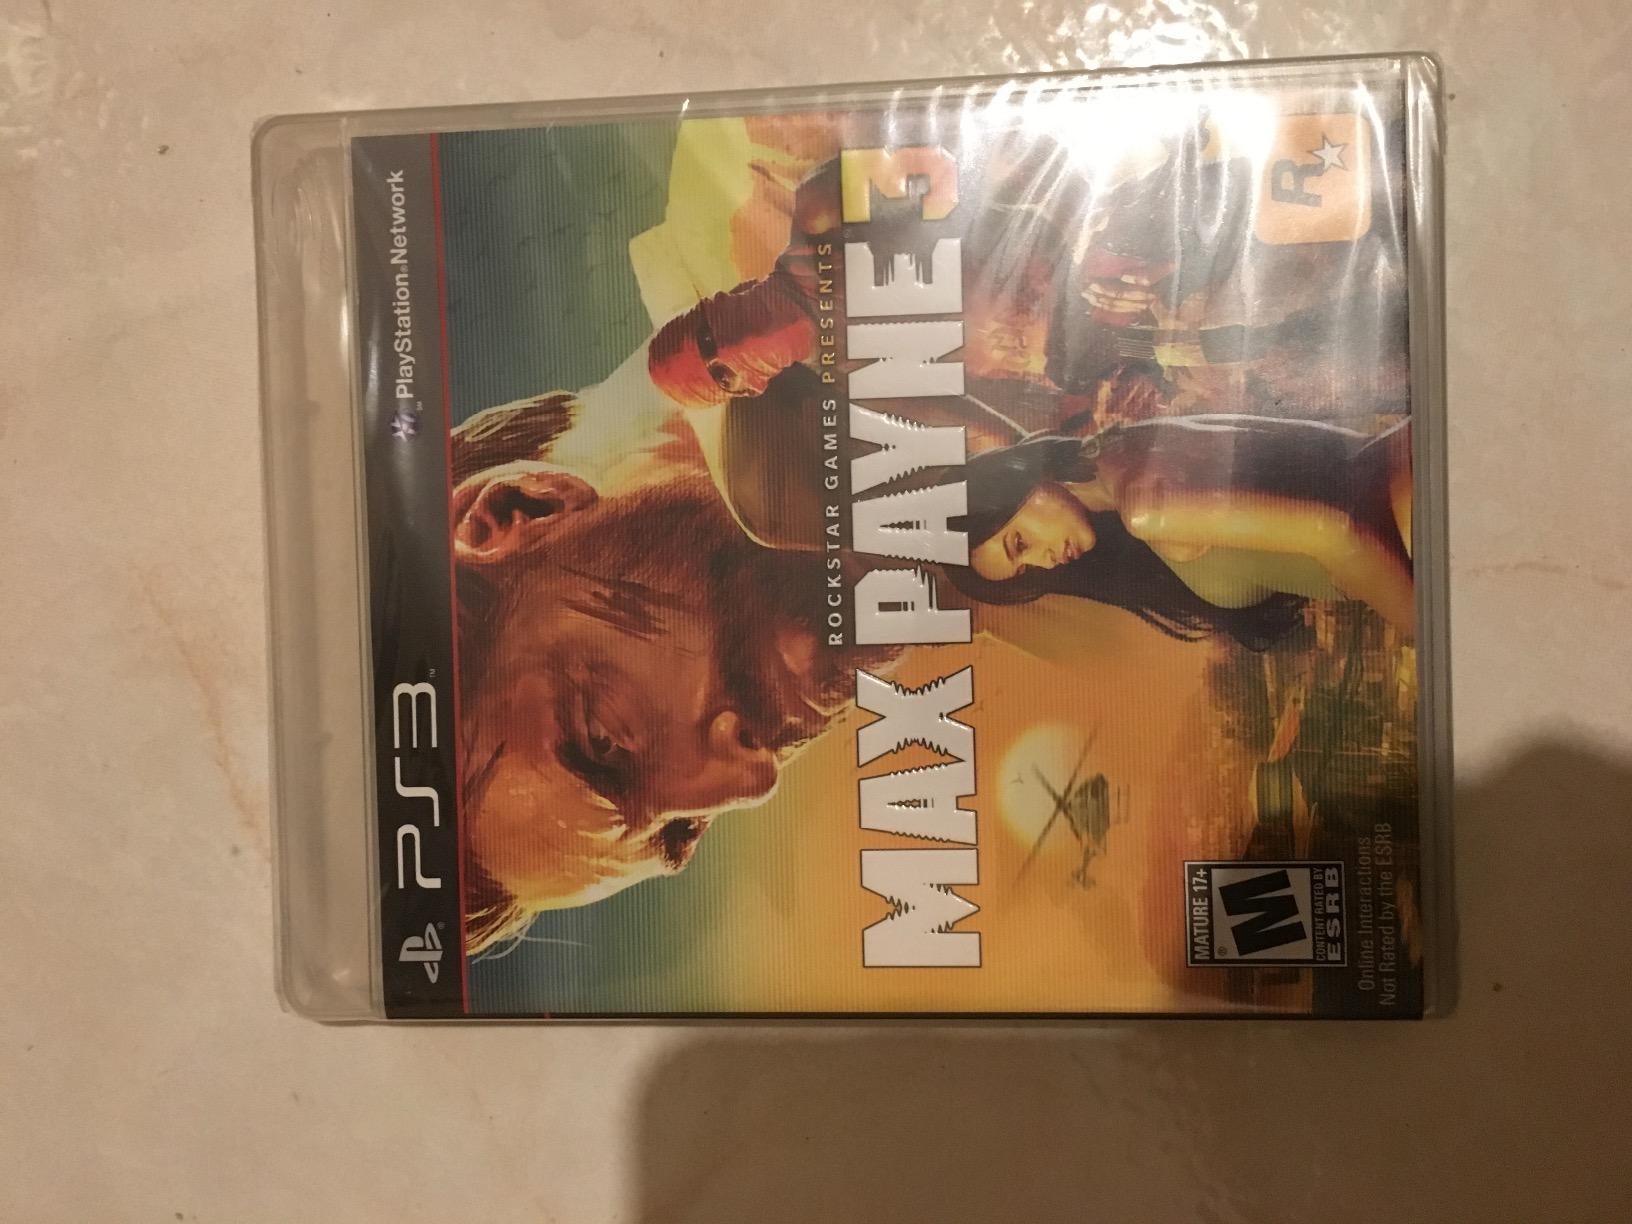 PS3™
PlayStation®Network
ROCKSTAR GAMES PRESENTS
MAX PAYNE 3
MATURE 17+
M
®
CONTENT RATED BY
ESRB
Online Interactions
Not Rated by the ESRB
R